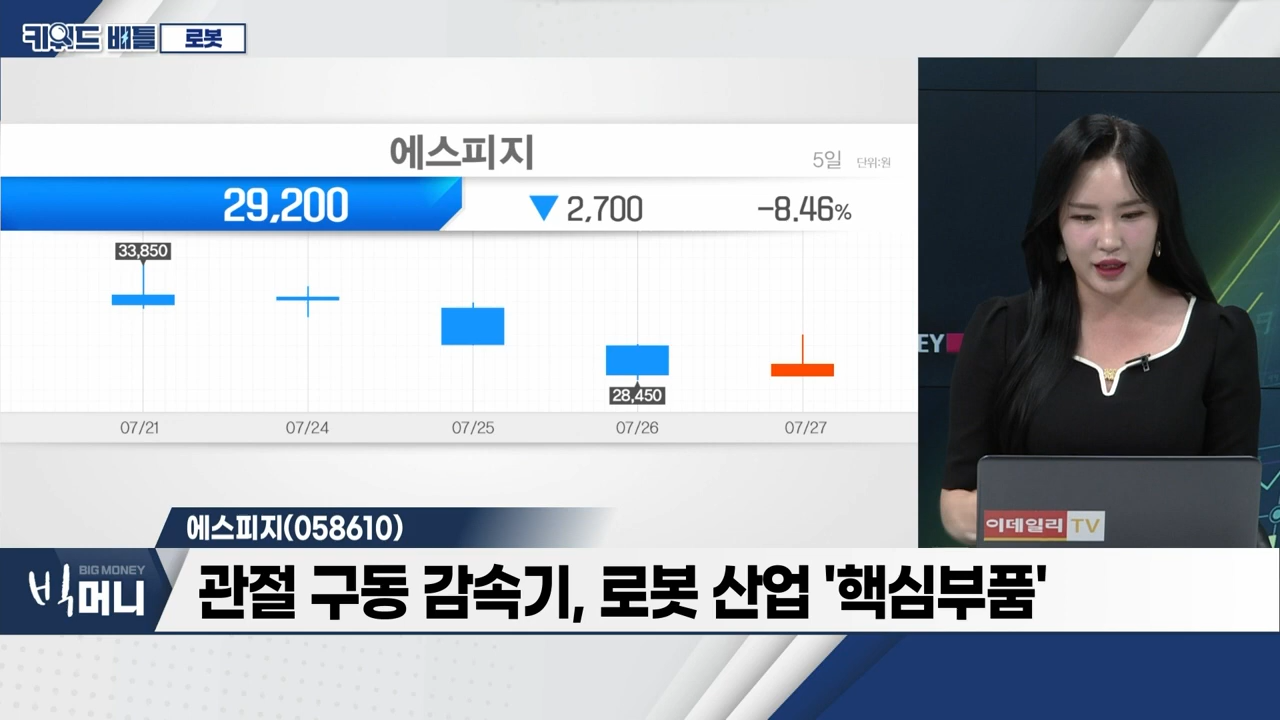 키워드 배틀 로봇
에스피지
5일 단위:원
29,200 ▼ 2,700 -8.46%
33,850
28,450
07/21 07/24 07/25 07/26 07/27
EY
이데일리 TV
에스피지(058610)
BIG MONEY
빅머니
관절 구동 감속기, 로봇 산업 '핵심부품'